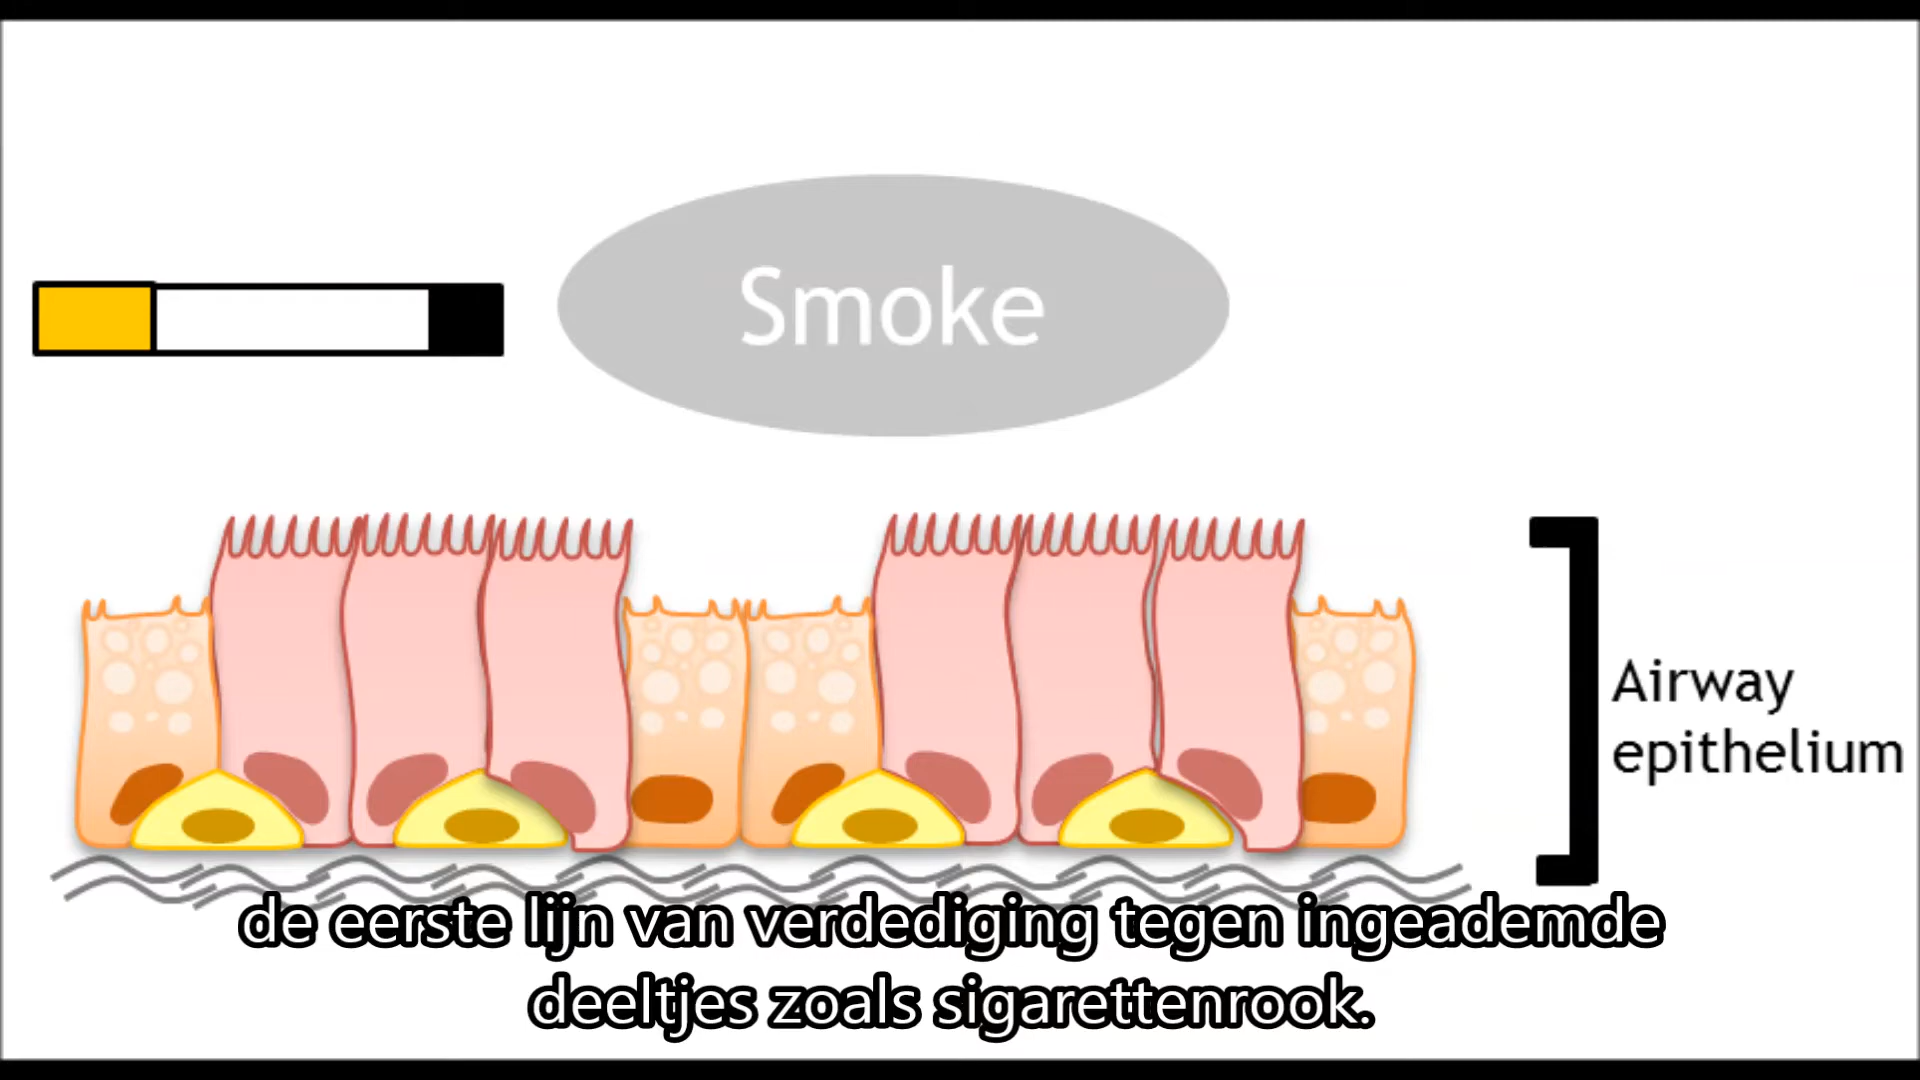 Smoke
Airway
epithelium
de eerste lijn van verdediging tegen ingeademde
deeltjes zoals sigarettenrook.